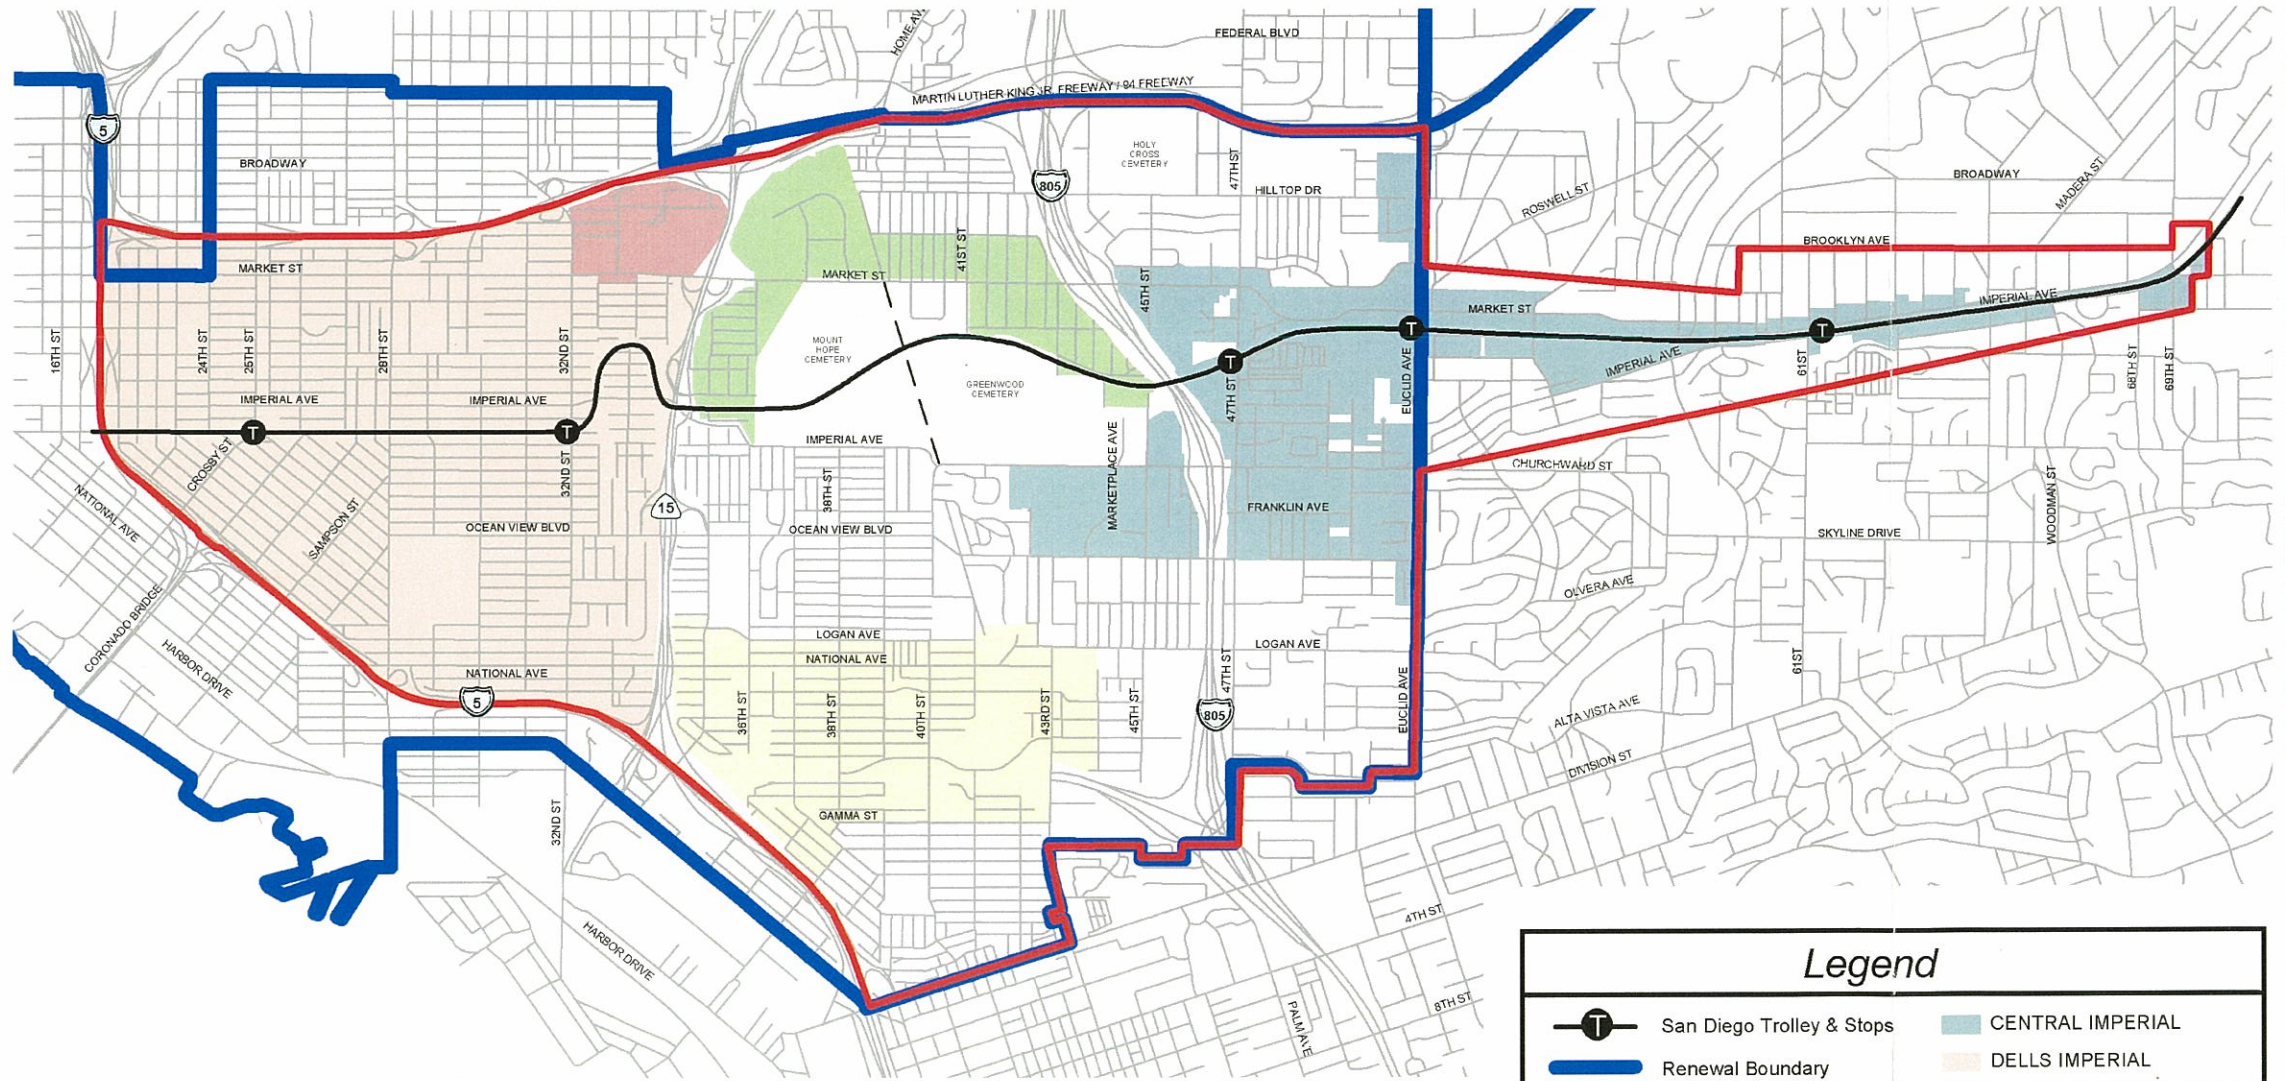 FEDERAL BLVD
HOME AV
MARTIN LUTHER KING JR. FREEWAY / 94 FREEWAY
5
BROADWAY
HOLY
CROSS
CEMETERY
47TH ST
805
HILLTOP DR
ROSWELL ST
BROADWAY
MADERA ST
BROOKLYN AVE
MARKET ST
MARKET ST
41ST ST
45TH ST
MARKET ST
IMPERIAL AVE
16TH ST
24TH ST
25TH ST
28TH ST
32ND ST
MOUNT
HOPE
CEMETERY
GREENWOOD
CEMETERY
T
T
T
47TH ST
EUCLID AVE
IMPERIAL AVE
61ST
68TH ST
69TH ST
IMPERIAL AVE
IMPERIAL AVE
T
T
CROSBY ST
32ND ST
IMPERIAL AVE
38TH ST
MARKETPLACE AVE
CHURCHWARD ST
WOODMAN ST
NATIONAL AVE
SAMPSON ST
15
OCEAN VIEW BLVD
OCEAN VIEW BLVD
FRANKLIN AVE
SKYLINE DRIVE
OLVERA AVE
CORONADO BRIDGE
HARBOR DRIVE
LOGAN AVE
NATIONAL AVE
LOGAN AVE
47TH ST
61ST
NATIONAL AVE
5
36TH ST
38TH ST
40TH ST
43RD ST
45TH ST
805
EUCLID AVE
ALTA VISTA AVE
DIVISION ST
32ND ST
GAMMA ST
HARBOR DRIVE
4TH ST
8TH ST
PALM AVE
Legend
T San Diego Trolley & Stops
CENTRAL IMPERIAL
Renewal Boundary
DELLS IMPERIAL